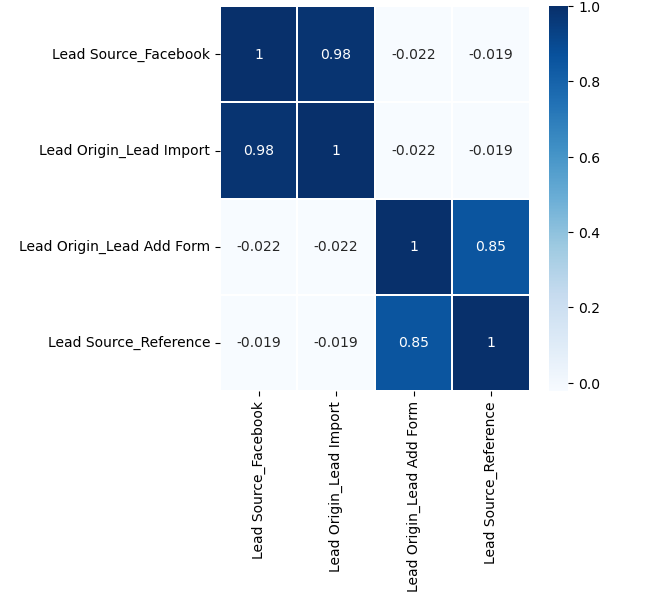 Lead Source_Facebook
1
0.98
-0.022
-0.019
Lead Origin_Lead Import
0.98
1
-0.022
-0.019
Lead Origin_Lead Add Form
-0.022
-0.022
1
0.85
Lead Source_Reference
-0.019
-0.019
0.85
1
Lead Source_Facebook
Lead Origin_Lead Import
Lead Origin_Lead Add Form
Lead Source_Reference
1.0
0.8
0.6
0.4
0.2
0.0